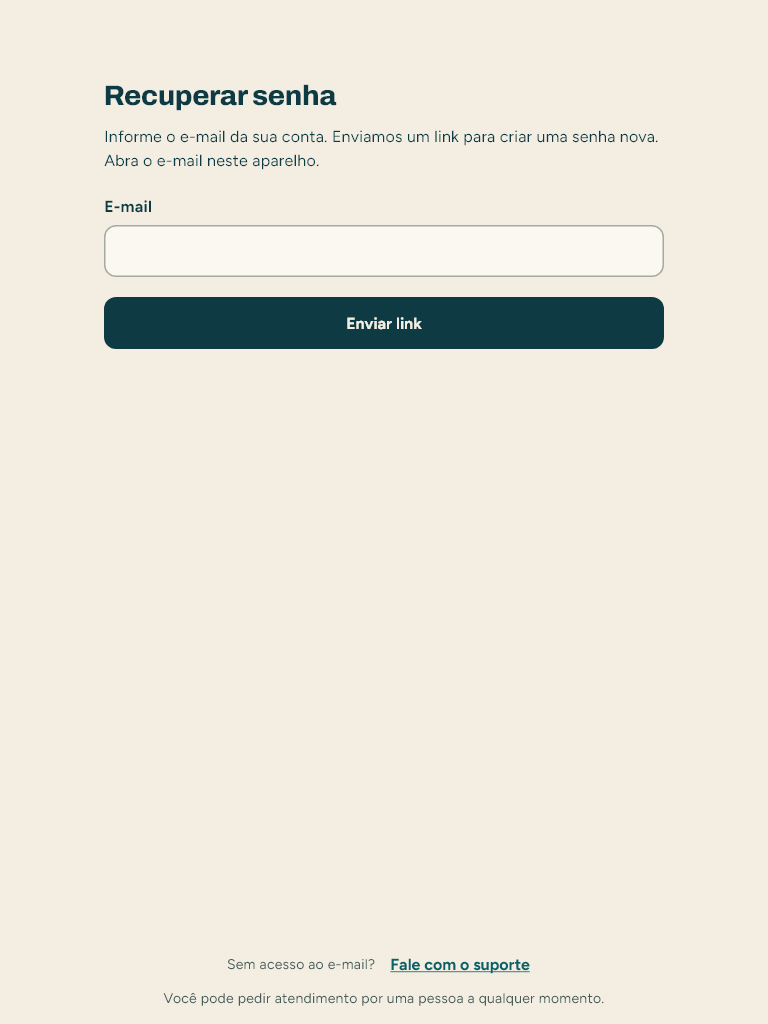 Recuperar senha
Informe o e-mail da sua conta. Enviamos um link para criar uma senha nova.
Abra o e-mail neste aparelho.
E-mail
Enviar link
Sem acesso ao e-mail? Fale com o suporte
Você pode pedir atendimento por uma pessoa a qualquer momento.